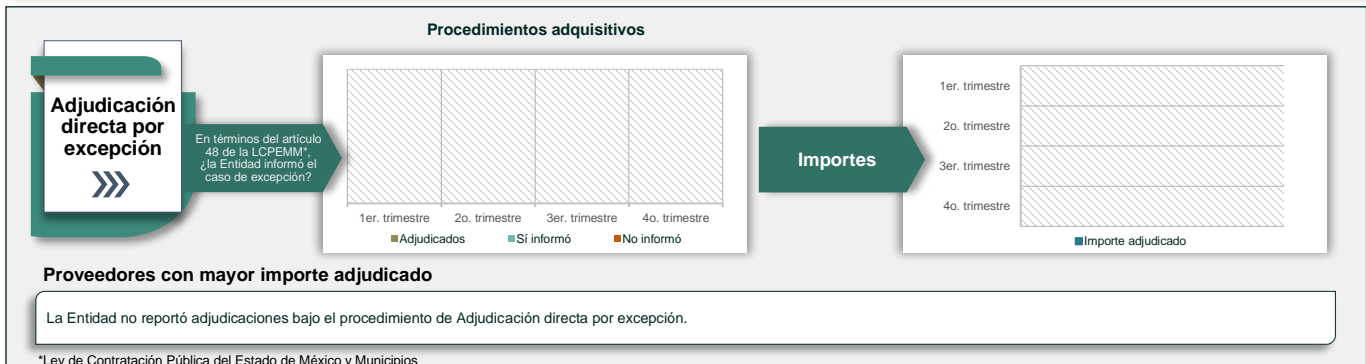 Procedimientos adquisitivos
Adjudicación
directa por
excepción
En términos del artículo
48 de la LCPEMM*,
¿la Entidad informó el
caso de excepción?
1er. trimestre
2o. trimestre
3er. trimestre
4o. trimestre
Adjudicados
Sí informó
No informó
Importes
1er. trimestre
2o. trimestre
3er. trimestre
4o. trimestre
Importe adjudicado
Proveedores con mayor importe adjudicado
La Entidad no reportó adjudicaciones bajo el procedimiento de Adjudicación directa por excepción.
*Ley de Contratación Pública del Estado de México y Municipios